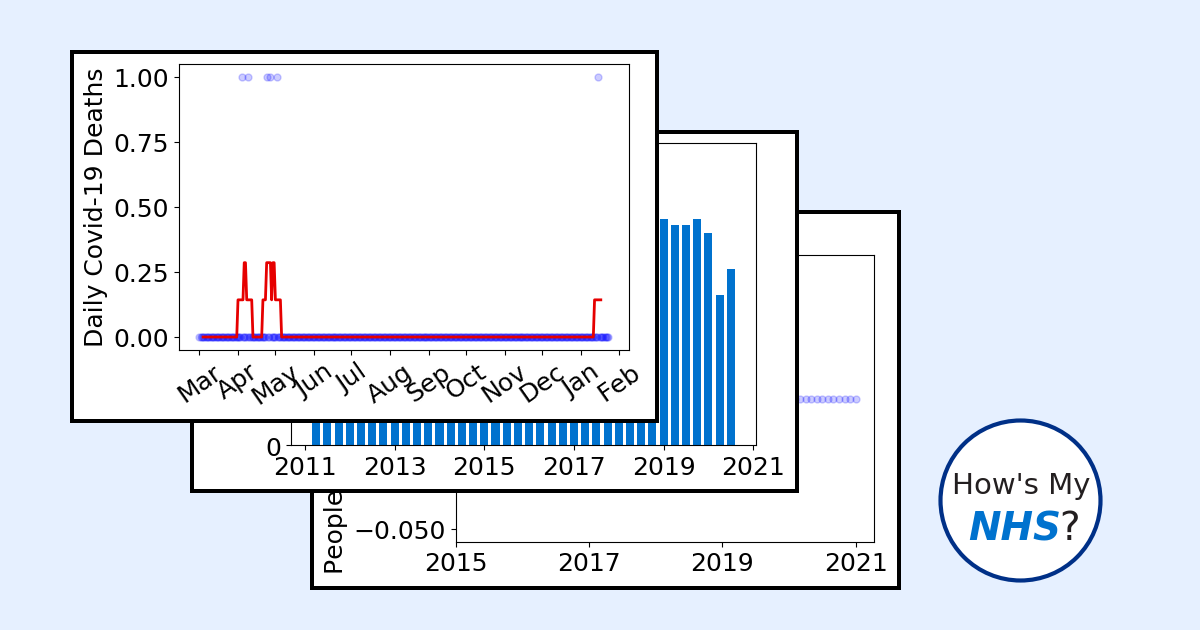 Daily Covid-19 Deaths
1.00
0.75
0.50
0.25
0.00
Mar Apr May Jun Jul Aug Sep Oct Nov Dec Jan Feb
0
2011 2013 2015 2017 2019 2021
People
−0.050
2015 2017 2019 2021
How's My
NHS?